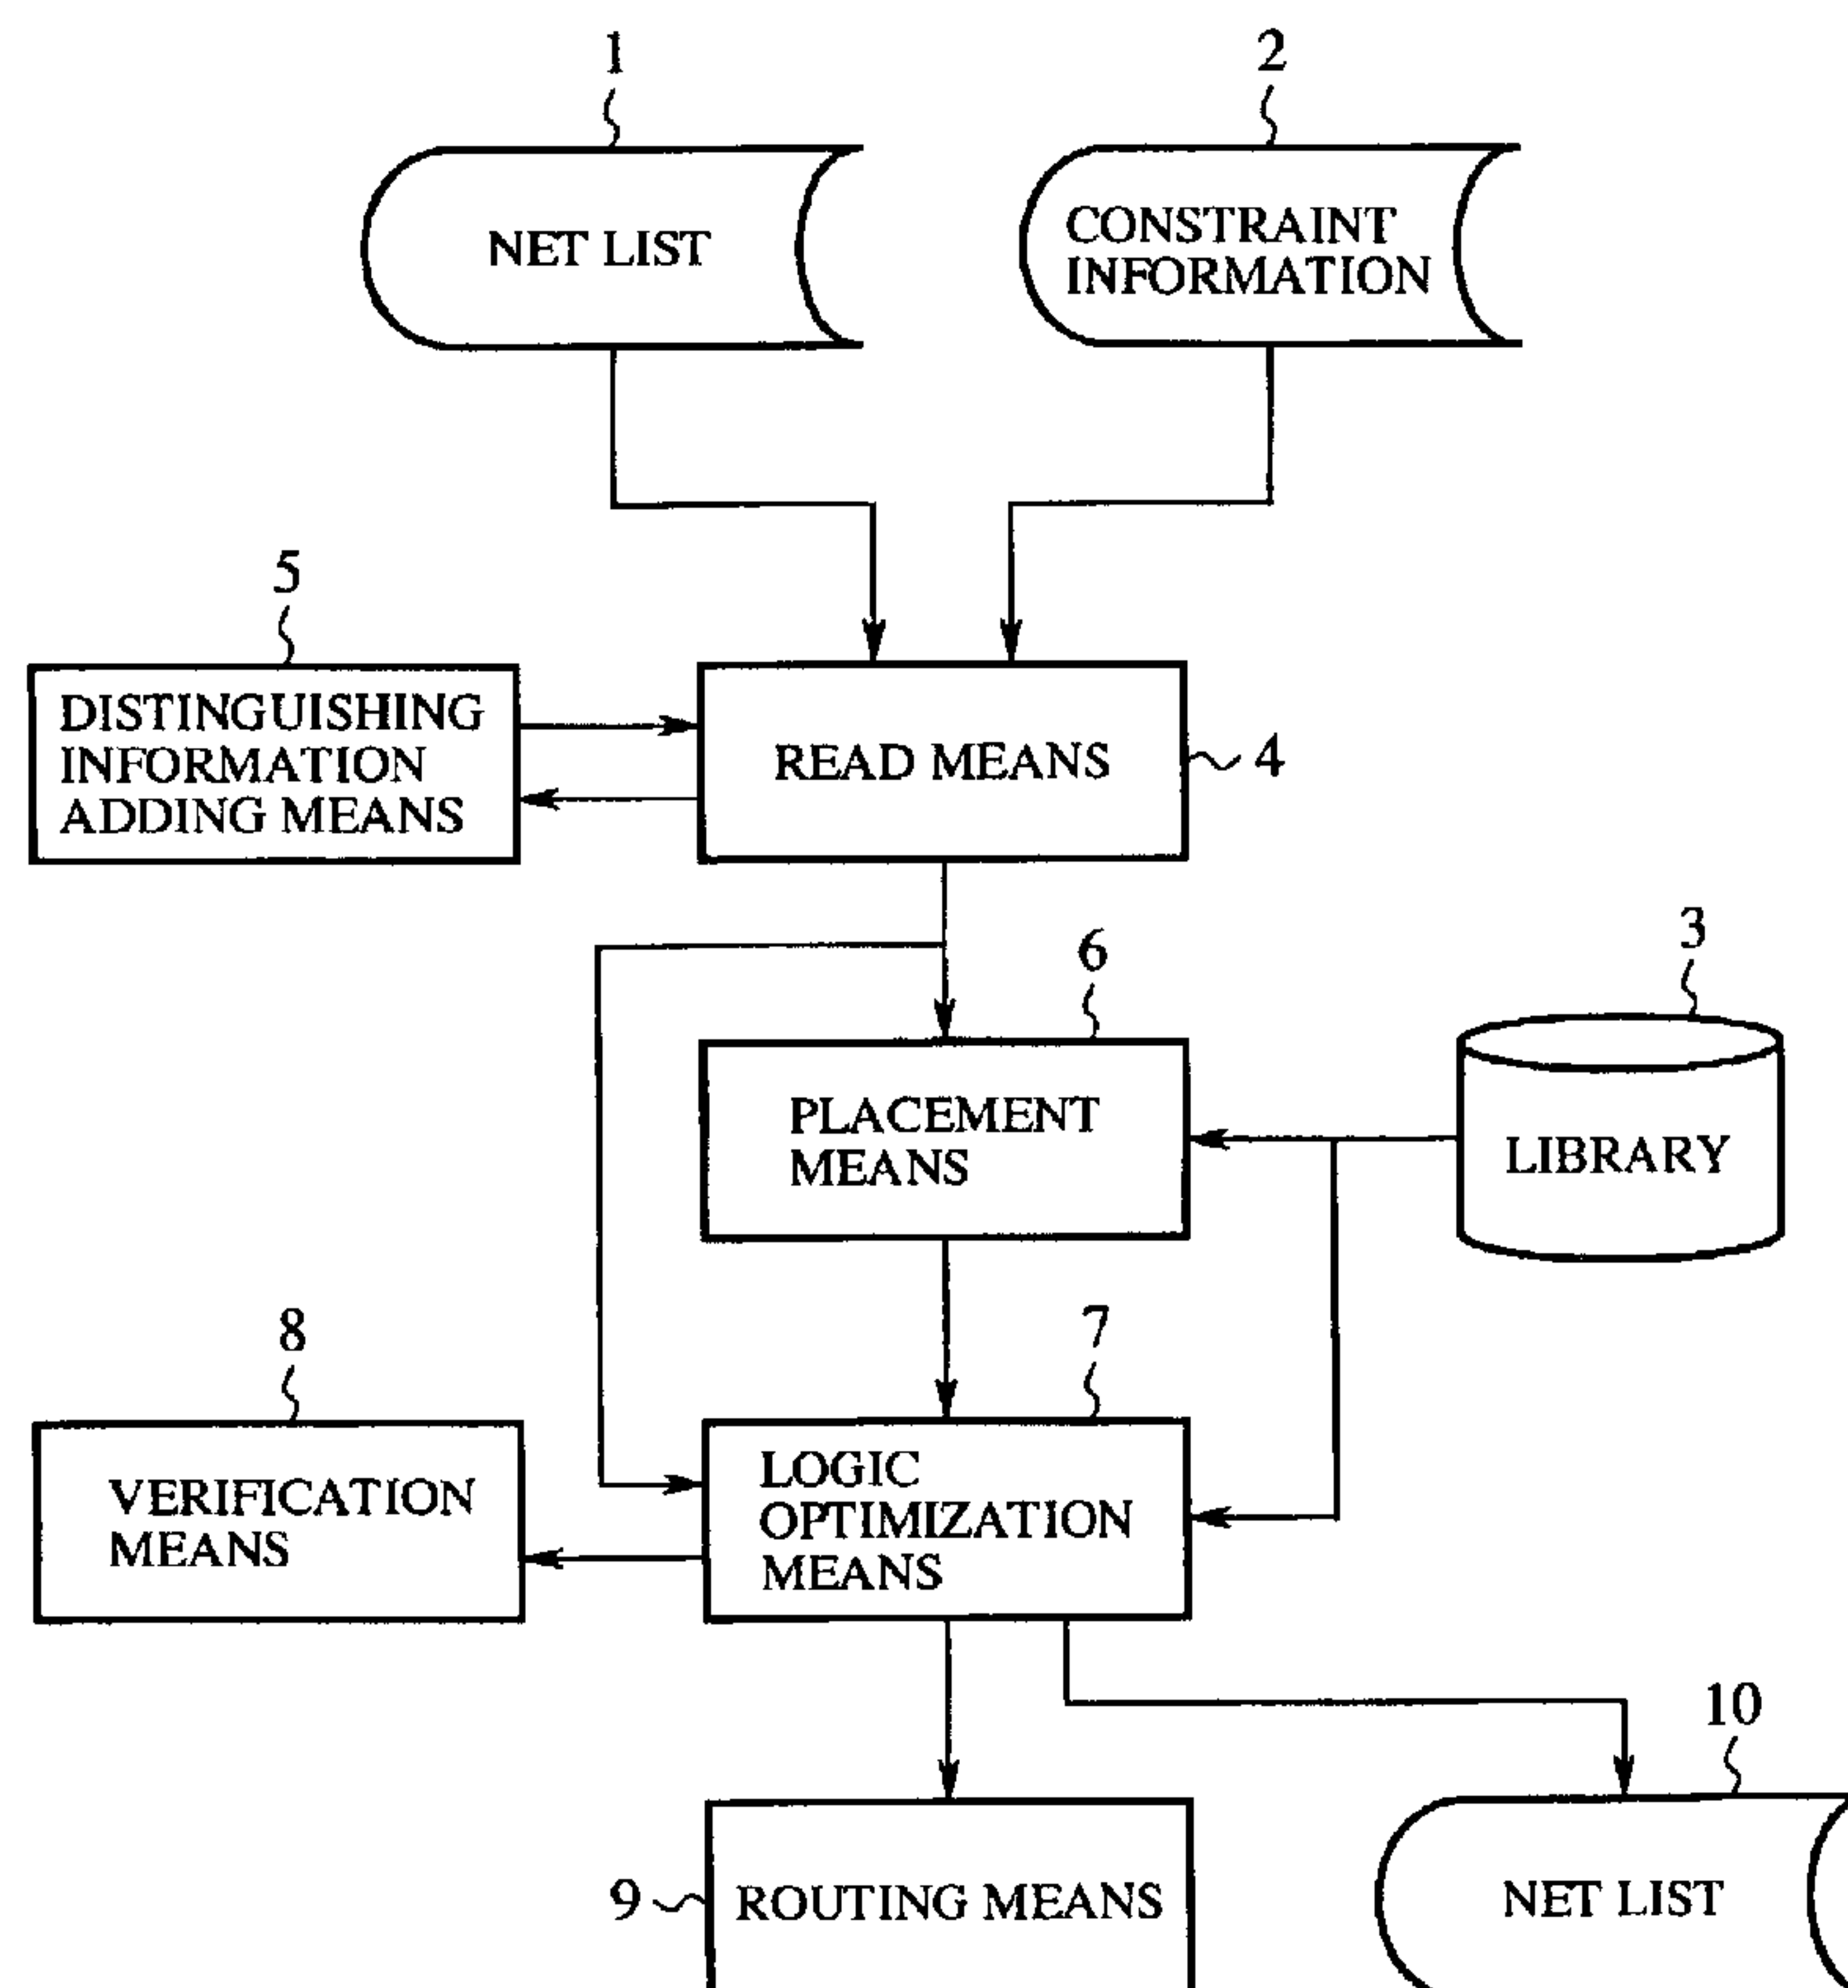 1
2
NET LIST
CONSTRAINT
INFORMATION
5
DISTINGUISHING
INFORMATION
ADDING MEANS
READ MEANS
4
6
3
PLACEMENT
MEANS
LIBRARY
8
7
VERIFICATION
MEANS
LOGIC
OPTIMIZATION
MEANS
10
9
ROUTING MEANS
NET LIST